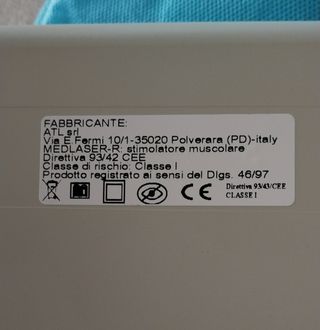 FABBRICANTE:
ATL srl
Via E.Fermi 10/1-35020 Polverara (PD)-italy
MEDLASER-R: stimolatore muscolare
Direttiva 93/42 CEE
Classe di rischio: Classe I
Prodotto registrato ai sensi del Dlgs. 46/97
CE Direttiva 93/43/CEE
CLASSE I